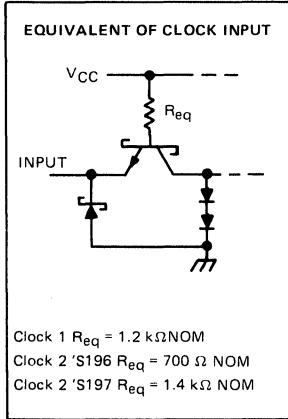 EQUIVALENT OF CLOCK INPUT
VCC
Req
INPUT
Clock 1 Req = 1.2 kΩNOM
Clock 2 'S196 Req = 700 Ω NOM
Clock 2 'S197 Req = 1.4 kΩ NOM